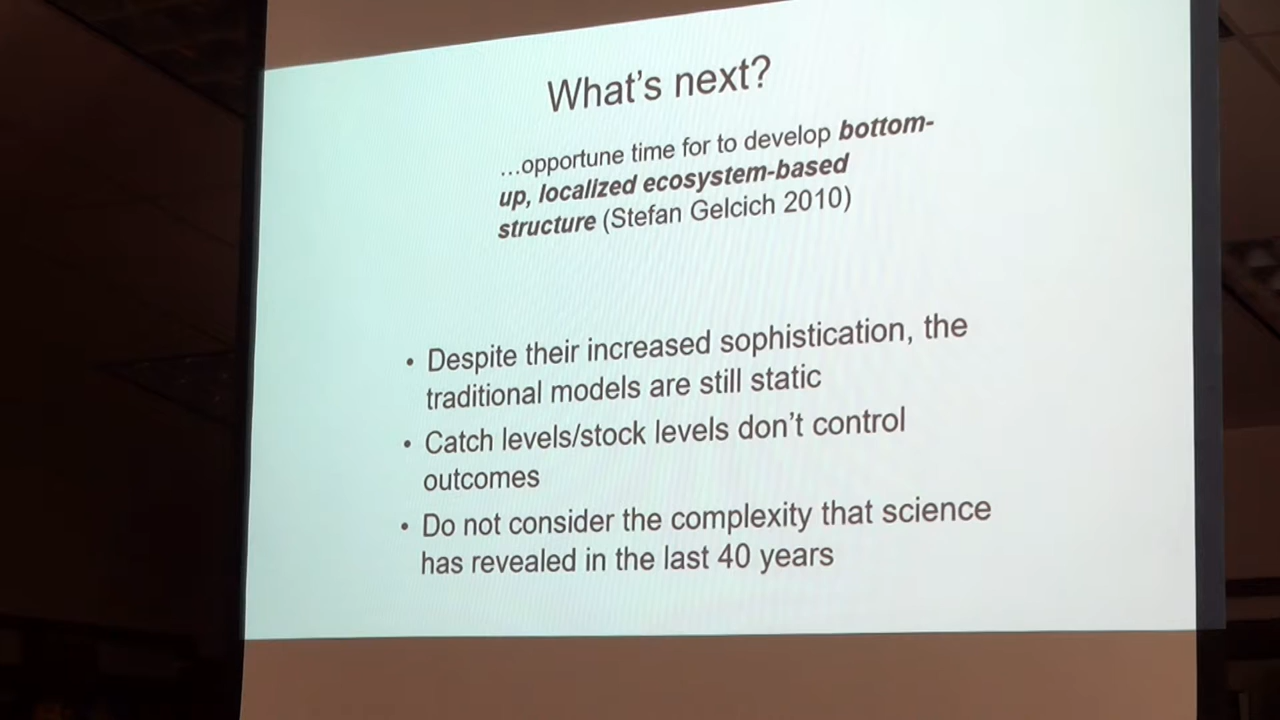 What's next?
…opportune time for to develop bottom-
up, localized ecosystem-based
structure (Stefan Gelcich 2010)
• Despite their increased sophistication, the
traditional models are still static
• Catch levels/stock levels don't control
outcomes
• Do not consider the complexity that science
has revealed in the last 40 years